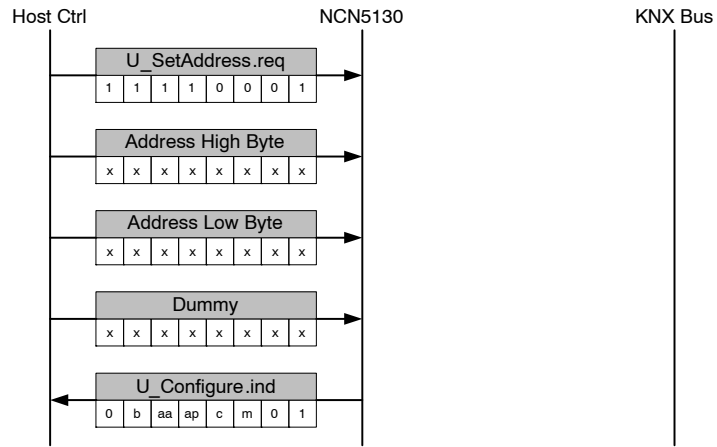 Host Ctrl NCN5130 KNX Bus
U_SetAddress.req
1 1 1 1 0 0 0 1
Address High Byte
x x x x x x x x
Address Low Byte
x x x x x x x x
Dummy
x x x x x x x x
U_Configure.ind
0 b aa ap c m 0 1